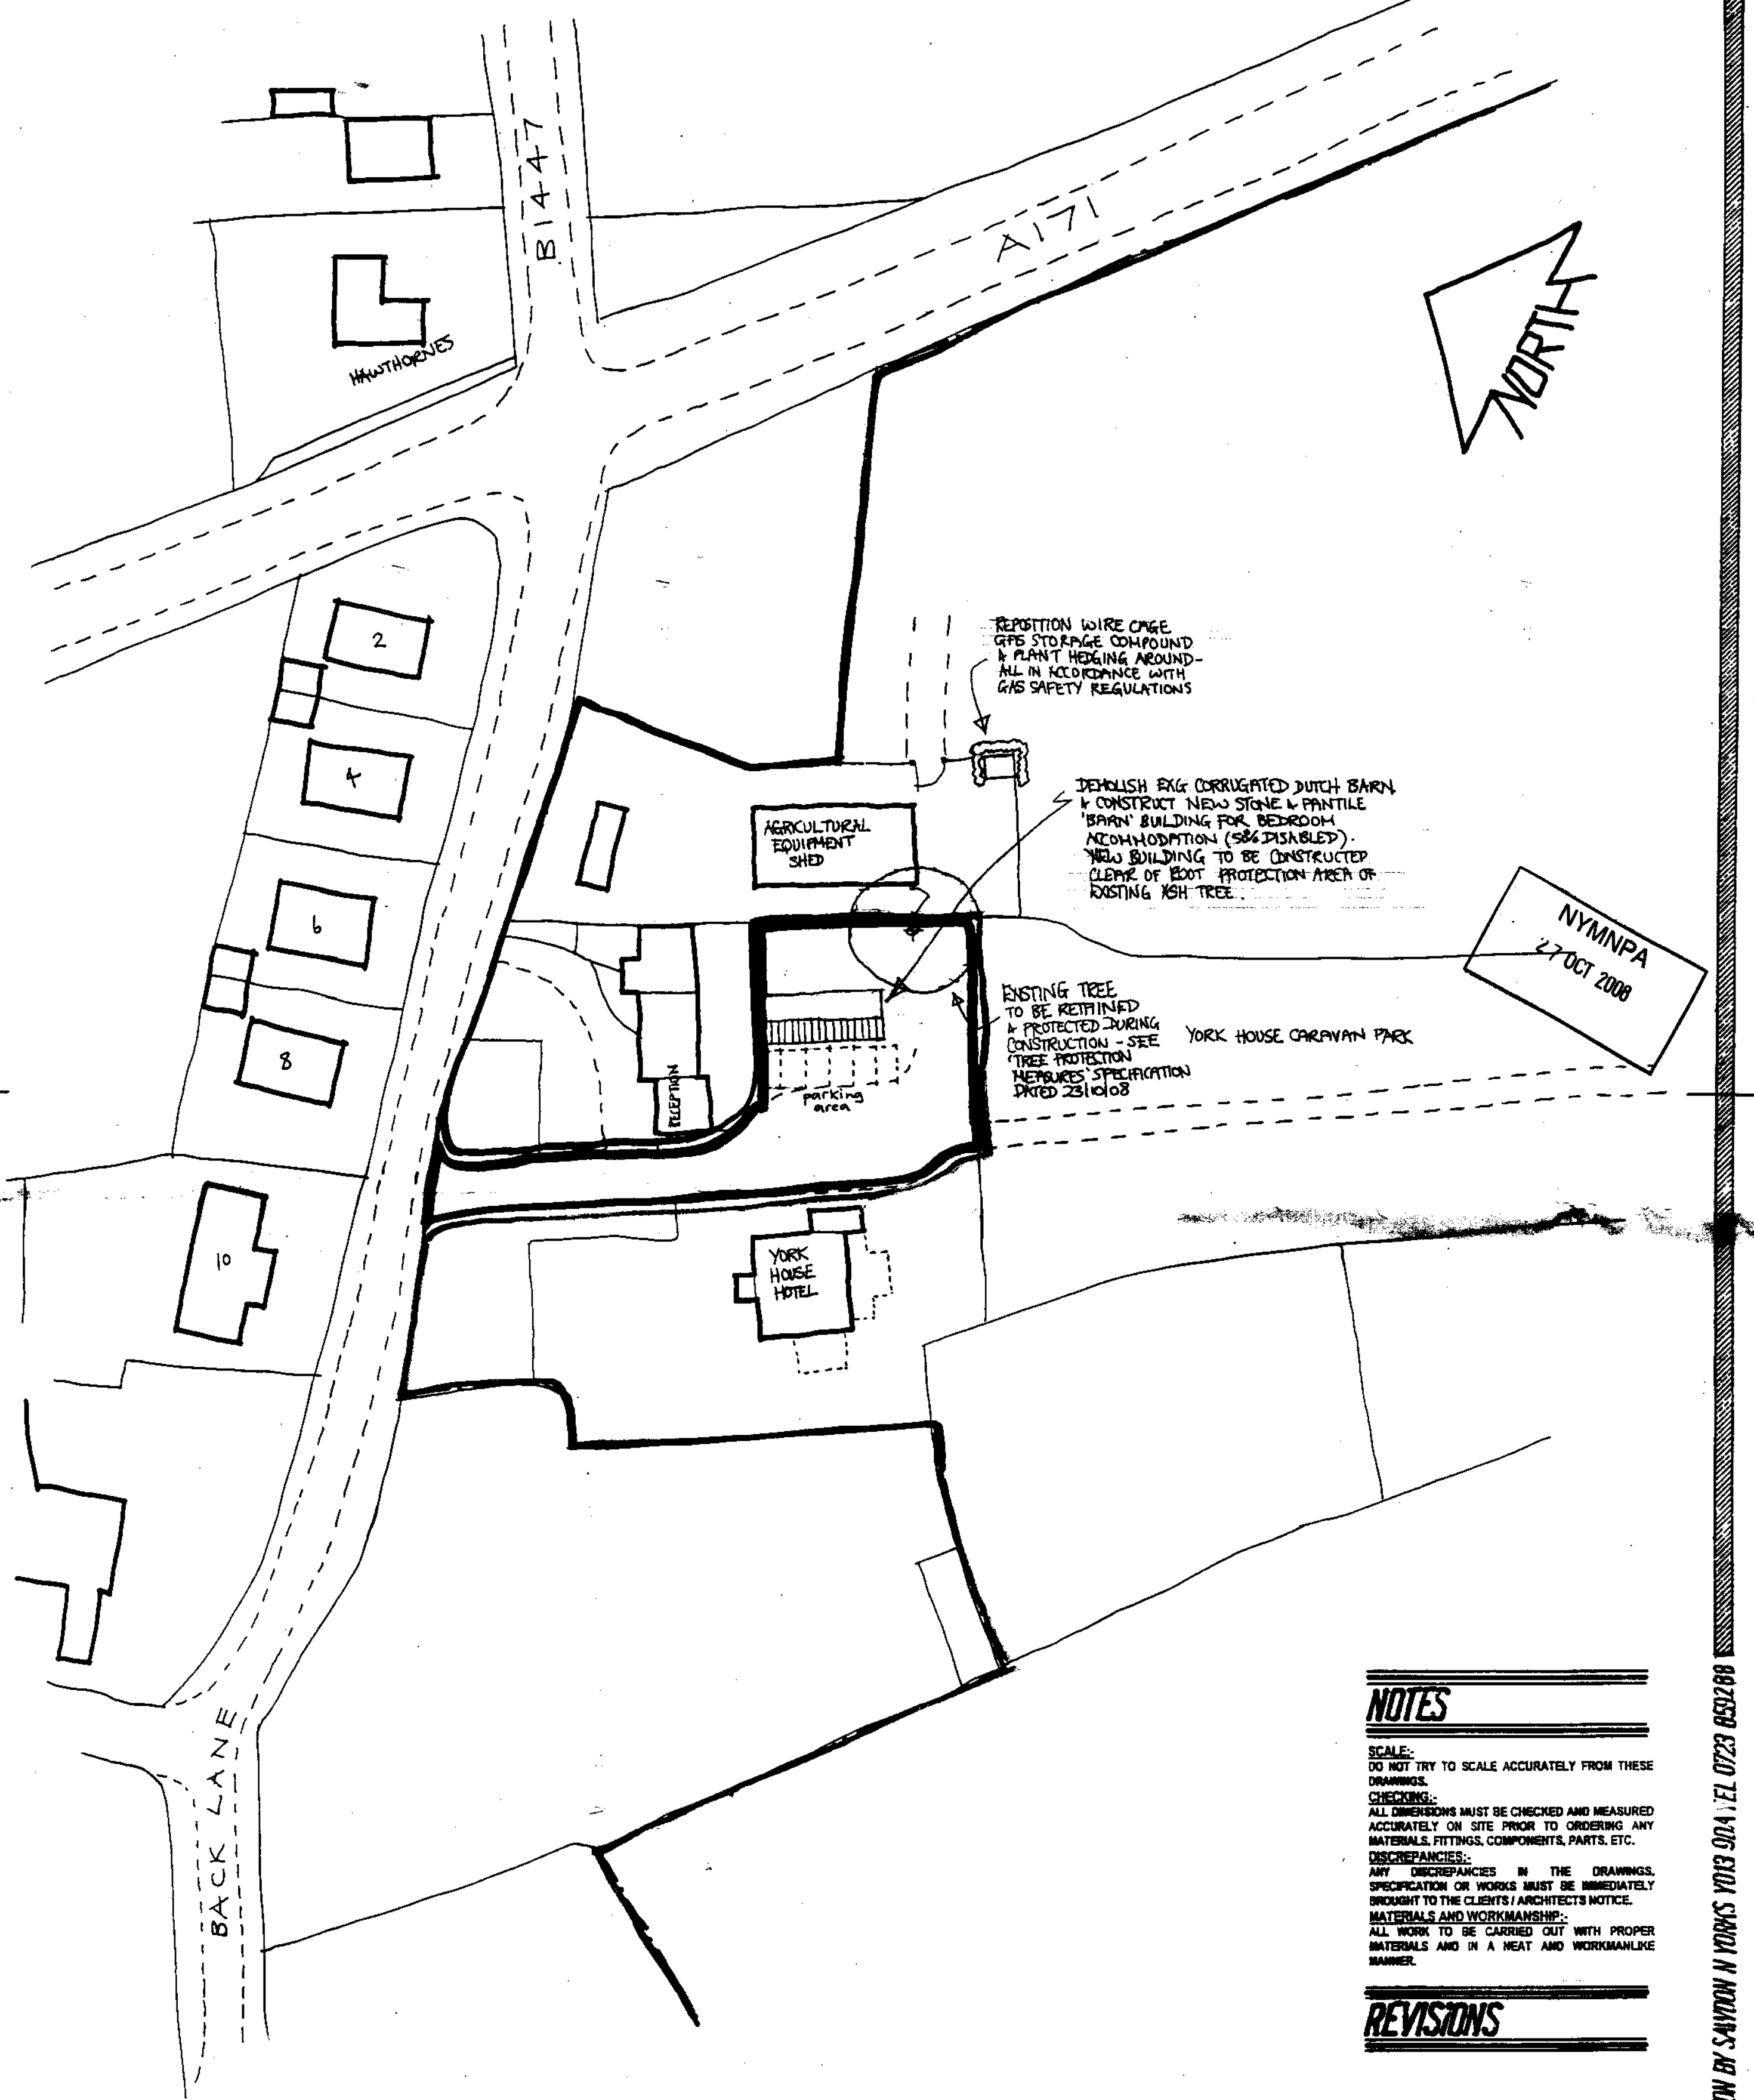 B1447
A171
HAWTHORNES
NORTH
2
4
6
8
10
REPOSITION WIRE CAGE
GAS STORAGE COMPOUND
& PLANT HEDGING AROUND-
ALL IN ACCORDANCE WITH
GAS SAFETY REGULATIONS
AGRICULTURAL
EQUIPMENT
SHED
DEMOLISH EXG CORRUGATED DUTCH BARN
& CONSTRUCT NEW STONE & PANTILE
'BARN' BUILDING FOR BEDROOM
ACCOMMODATION DISABLED).
NEW BUILDING TO BE CONSTRUCTED
CLEAR OF ROOT PROTECTION AREA OF
EXISTING ASH TREE.
NYMNPA
27 OCT 2008
EXISTING TREE
TO BE RETAINED
& PROTECTED DURING
CONSTRUCTION - SEE
'TREE PROTECTION
MEASURES' SPECIFICATION
DATED 23/10/08
YORK HOUSE CARAVAN PARK
RECEPTION
parking
area
YORK
HOUSE
HOTEL
BACK LANE
NOTES
SCALE:-
DO NOT TRY TO SCALE ACCURATELY FROM THESE
DRAWINGS.
CHECKING:-
ALL DIMENSIONS MUST BE CHECKED AND MEASURED
ACCURATELY ON SITE PRIOR TO ORDERING ANY
MATERIALS, FITTINGS, COMPONENTS, PARTS, ETC.
DISCREPANCIES:-
ANY DISCREPANCIES IN THE DRAWINGS,
SPECIFICATION OR WORKS MUST BE IMMEDIATELY
BROUGHT TO THE CLIENTS / ARCHITECTS NOTICE.
MATERIALS AND WORKMANSHIP:-
ALL WORK TO BE CARRIED OUT WITH PROPER
MATERIALS AND IN A NEAT AND WORKMANLIKE
MANNER.
REVISIONS
BY SAWDON N YORKS YO13 9DA TEL 0723 859288